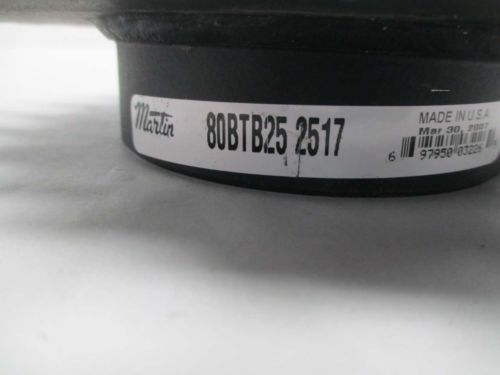 Martin
80BTB25 2517
MADE IN U.S.A
Mar 30, 2007
6 97950 03226